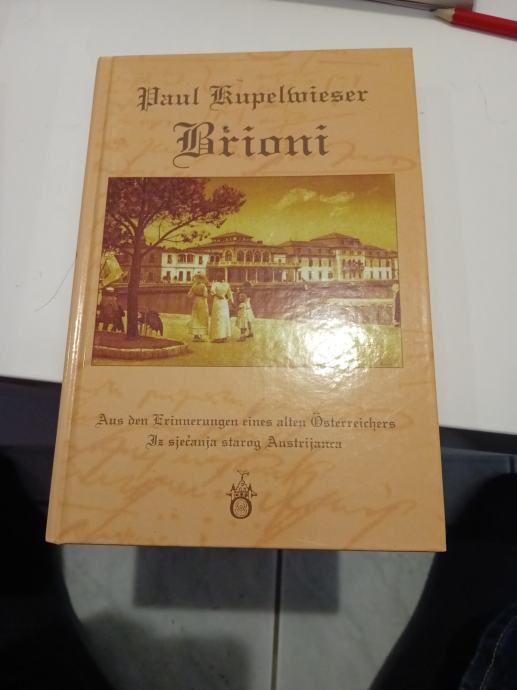 Paul Kupelwieser
Brioni
Aus den Erinnerungen eines alten Österreichers
Iz sjećanja starog Austrijanca